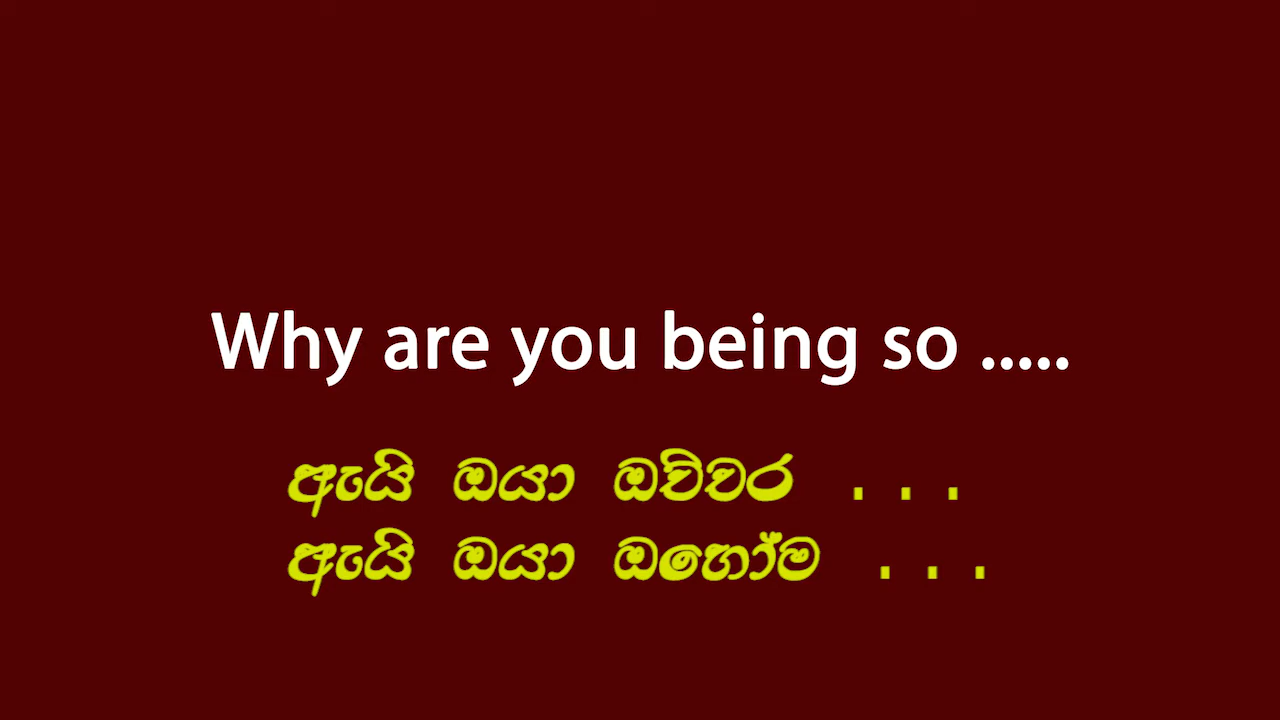 Why are you being so .....
ඇයි ඔයා ඔච්චර ...
ඇයි ඔයා ඔහෝම ...